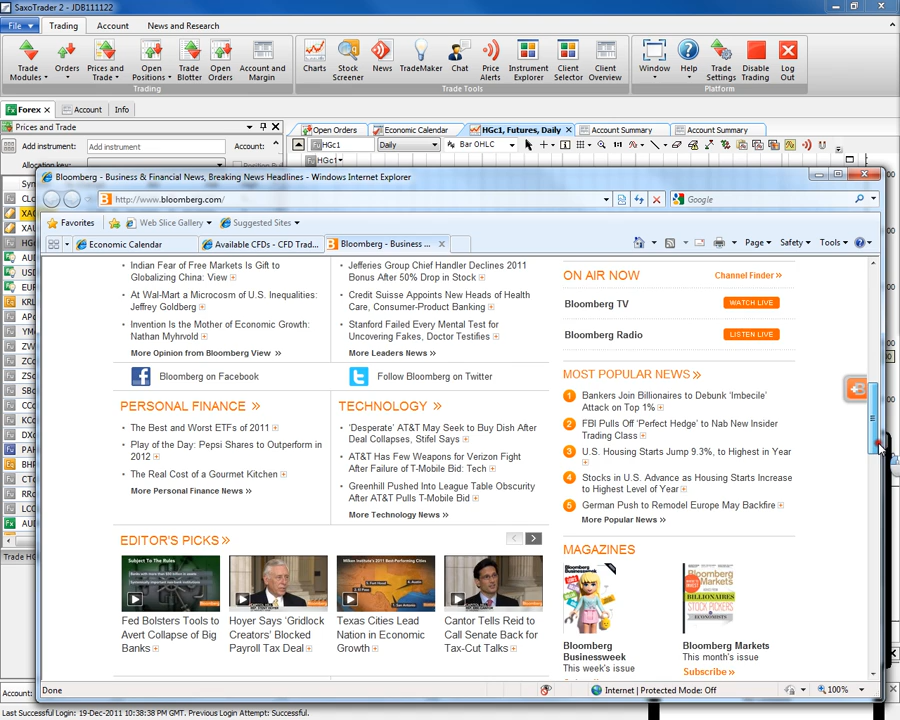 SaxoTrader 2 - JDB111122
File Trading Account News and Research
Trade Modules Orders Prices and Trade Open Positions Trade Blotter Open Orders Account and Margin Charts Stock Screener News TradeMaker Chat Price Alerts Instrument Explorer Client Selector Client Overview Window Help Trade Settings Disable Trading Log Out
Trading Trade Tools Platform
Forex Account Info
Prices and Trade Open Orders Economic Calendar HGc1, Futures, Daily Account Summary Account Summary
Add instrument: Add instrument Account: HGc1 Daily Bar OHLC
Allocation key: HGc1
Bloomberg - Business & Financial News, Breaking News Headlines - Windows Internet Explorer
http://www.bloomberg.com/ Google
Favorites Web Slice Gallery Suggested Sites
Economic Calendar Available CFDs - CFD Trad... Bloomberg - Business ... Page Safety Tools
Indian Fear of Free Markets Is Gift to
Globalizing China: View
At Wal-Mart a Microcosm of U.S. Inequalities:
Jeffrey Goldberg
Invention Is the Mother of Economic Growth:
Nathan Myhrvold
More Opinion from Bloomberg View »
Jefferies Group Chief Handler Declines 2011
Bonus After 50% Drop in Stock
Credit Suisse Appoints New Heads of Health
Care, Consumer-Product Banking
Stanford Failed Every Mental Test for
Uncovering Fakes, Doctor Testifies
More Leaders News »
ON AIR NOW Channel Finder »
Bloomberg TV WATCH LIVE
Bloomberg Radio LISTEN LIVE
Bloomberg on Facebook Follow Bloomberg on Twitter
PERSONAL FINANCE »
The Best and Worst ETFs of 2011
Play of the Day: Pepsi Shares to Outperform in
2012
The Real Cost of a Gourmet Kitchen
More Personal Finance News »
TECHNOLOGY »
'Desperate' AT&T May Seek to Buy Dish After
Deal Collapses, Stifel Says
AT&T Has Few Weapons for Verizon Fight
After Failure of T-Mobile Bid: Tech
Greenhill Pushed Into League Table Obscurity
After AT&T Pulls T-Mobile Bid
More Technology News »
MOST POPULAR NEWS »
1 Bankers Join Billionaires to Debunk 'Imbecile'
Attack on Top 1%
2 FBI Pulls Off 'Perfect Hedge' to Nab New Insider
Trading Class
3 U.S. Housing Starts Jump 9.3%, to Highest in Year
4 Stocks in U.S. Advance as Housing Starts Increase
to Highest Level of Year
5 German Push to Remodel Europe May Backfire
More Popular News »
EDITOR'S PICKS »
Fed Bolsters Tools to
Avert Collapse of Big
Banks
Hoyer Says 'Gridlock
Creators' Blocked
Payroll Tax Deal
Texas Cities Lead
Nation in Economic
Growth
Cantor Tells Reid to
Call Senate Back for
Tax-Cut Talks
MAGAZINES
Bloomberg
Businessweek
This week's issue
Bloomberg Markets
This month's issue
Subscribe »
Done Internet | Protected Mode: Off 100%
Account:
Last Successful Login: 19-Dec-2011 10:38:38 PM GMT. Previous Login Attempt: Successful.